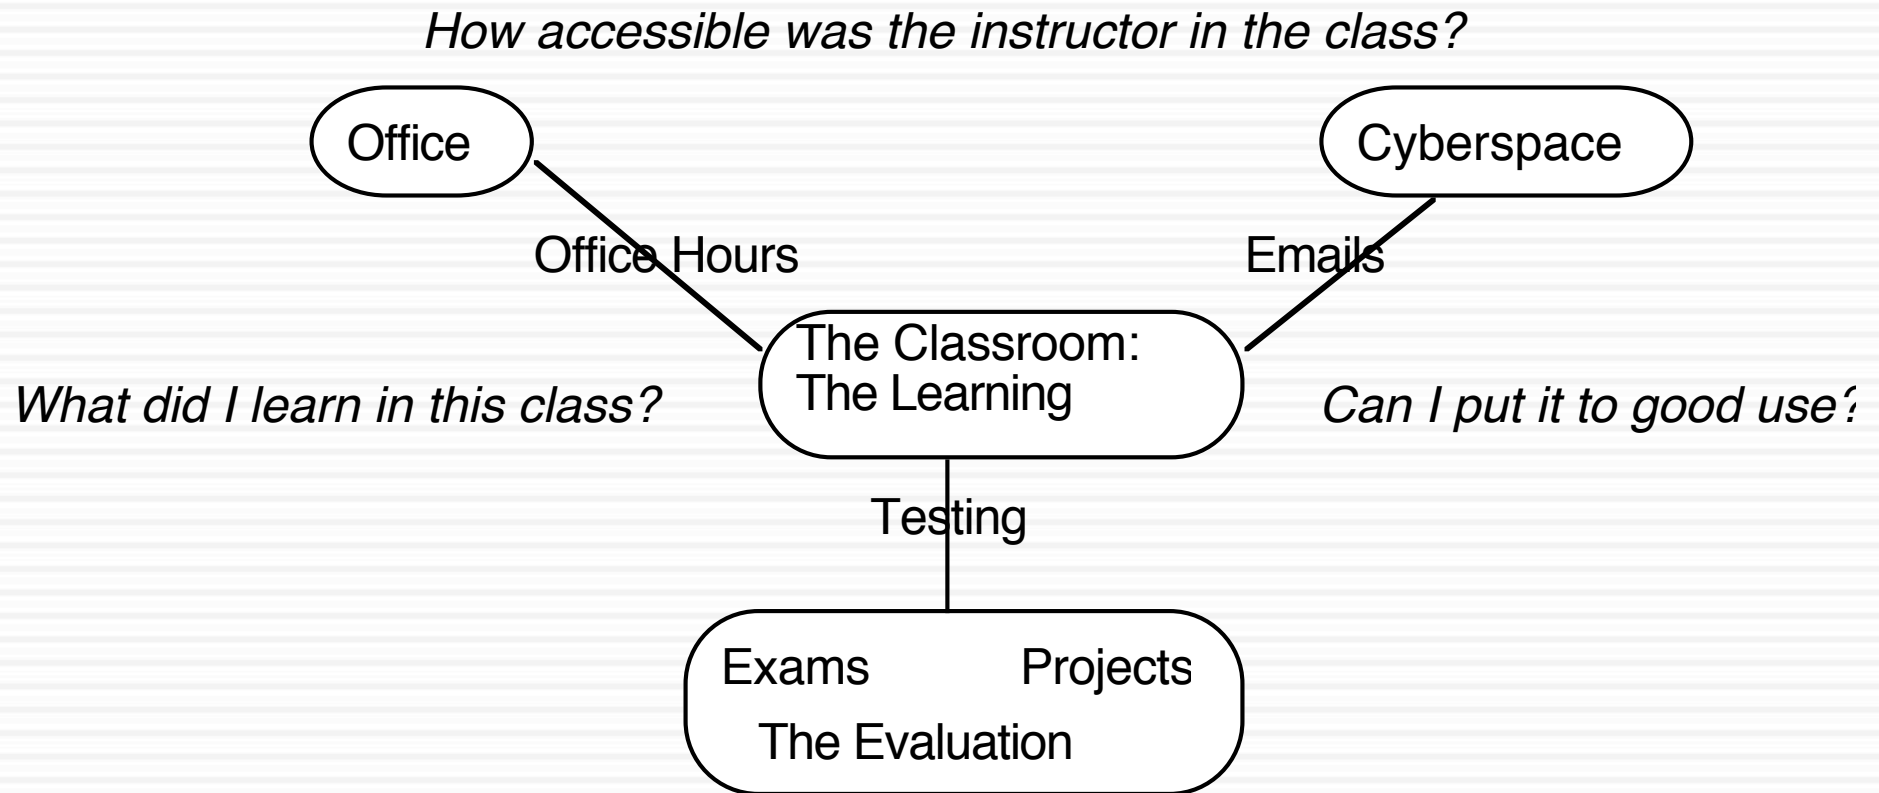 How accessible was the instructor in the class?
Office
Cyberspace
Office Hours
Emails
The Classroom:
The Learning
What did I learn in this class?
Can I put it to good use?
Testing
Exams
Projects
The Evaluation